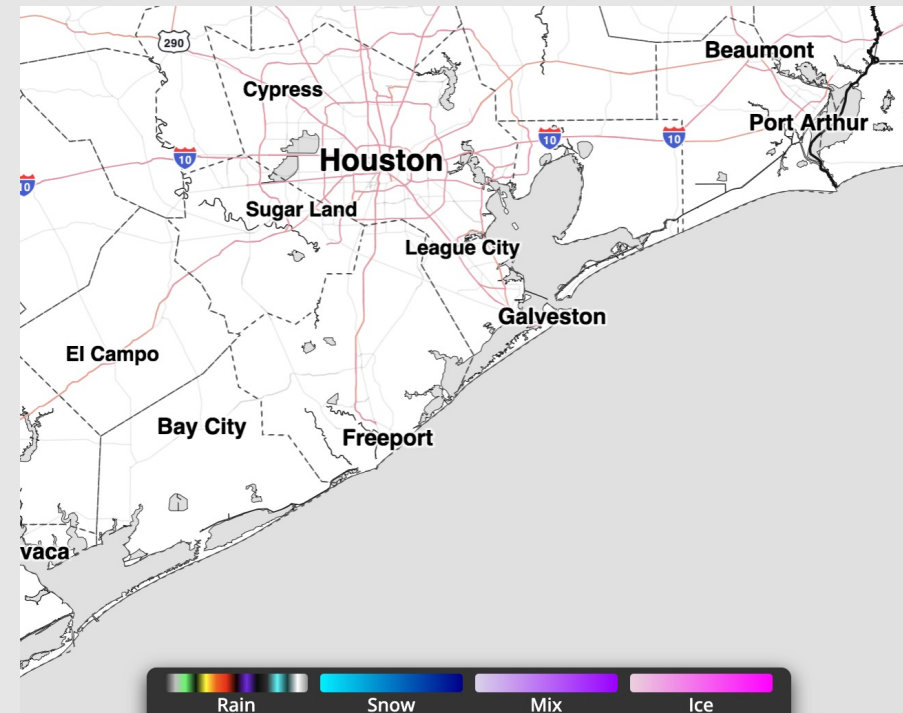 290
Beaumont
Cypress
Port Arthur
10
10
10
Houston
0
Sugar Land
League City
Galveston
El Campo
Bay City
Freeport
vaca
Rain
Snow
Mix
Ice